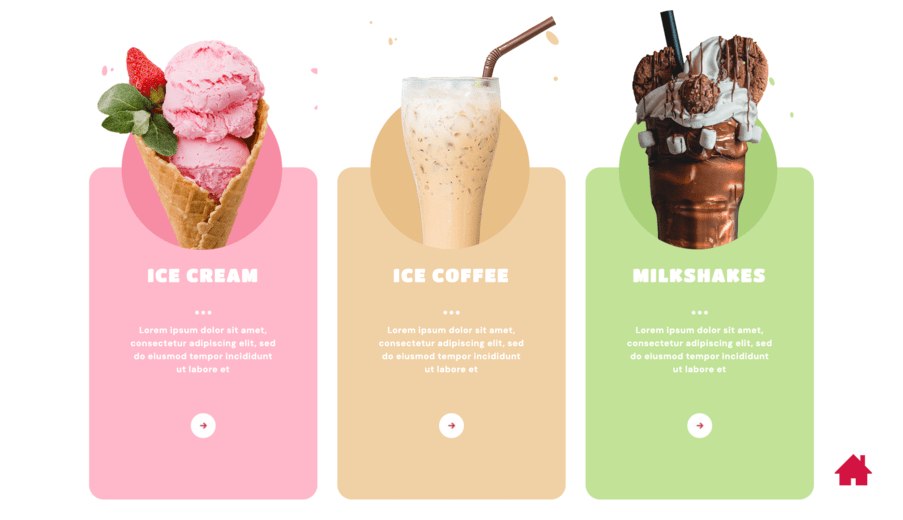 ICE CREAM
Lorem ipsum dolor sit amet,
consectetur adipiscing elit, sed
do eiusmod tempor incididunt
ut labore et
ICE COFFEE
Lorem ipsum dolor sit amet,
consectetur adipiscing elit, sed
do eiusmod tempor incididunt
ut labore et
MILKSHAKES
Lorem ipsum dolor sit amet,
consectetur adipiscing elit, sed
do eiusmod tempor incididunt
ut labore et